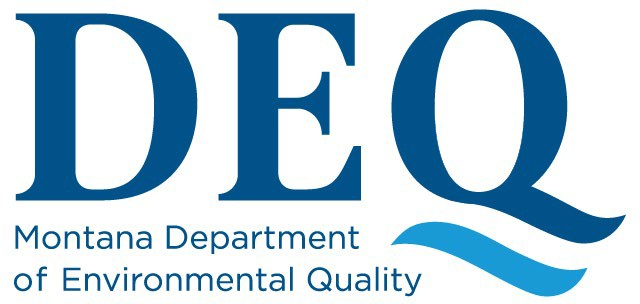 DEQ
Montana Department
of Environmental Quality